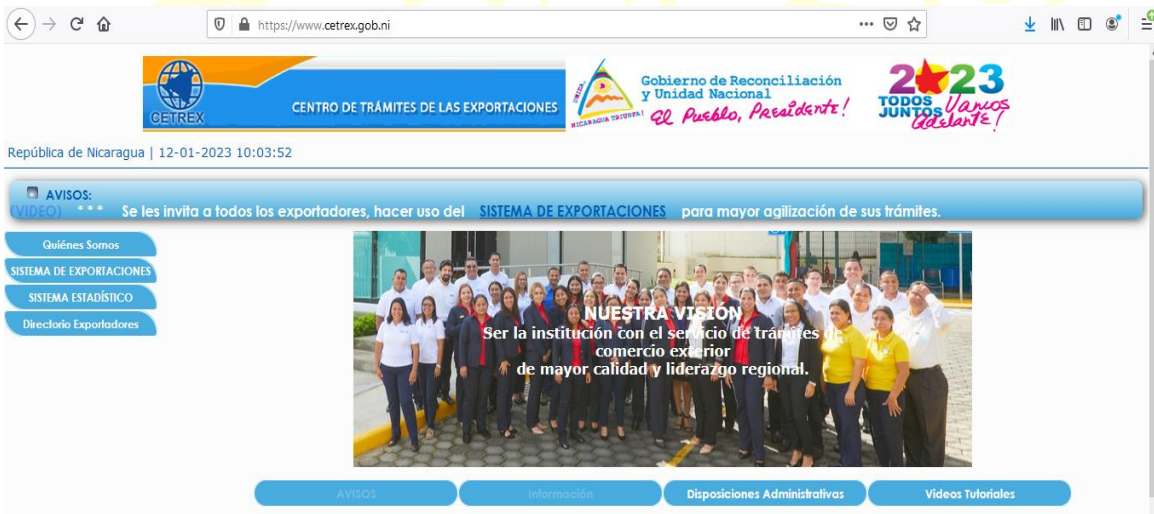 https://www.cetrex.gob.ni
CETREX
CENTRO DE TRÁMITES DE LAS EXPORTACIONES
UNIDA,
NICARAGUA TRIUNFA!
Gobierno de Reconciliación
y Unidad Nacional
El Pueblo, Presidente!
2023
TODOS
JUNTOS
Vamos
adelante!
República de Nicaragua | 12-01-2023 10:03:52
AVISOS:
(VIDEO) * * * Se les invita a todos los exportadores, hacer uso del SISTEMA DE EXPORTACIONES para mayor agilización de sus trámites.
Quiénes Somos
SISTEMA DE EXPORTACIONES
SISTEMA ESTADÍSTICO
Directorio Exportadores
NUESTRA VISIÓN
Ser la institución con el servicio de trámites de
comercio exterior
de mayor calidad y liderazgo regional.
AVISOS
Información
Disposiciones Administrativas
Videos Tutoriales